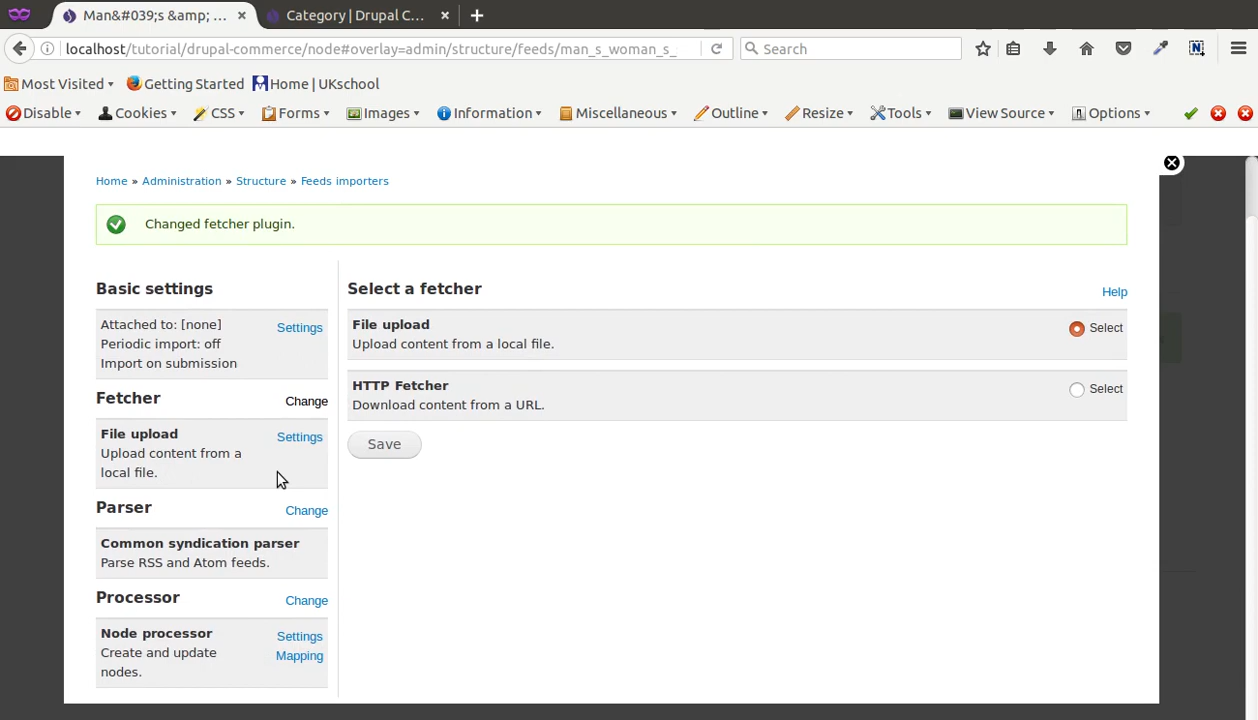 Man&#039;s &amp; ...
Category | Drupal C...
localhost/tutorial/drupal-commerce/node#overlay=admin/structure/feeds/man_s_woman_s_
Search
Most Visited
Getting Started
Home | UKschool
Disable
Cookies
CSS
Forms
Images
Information
Miscellaneous
Outline
Resize
Tools
View Source
Options
Home » Administration » Structure » Feeds importers
Changed fetcher plugin.
Basic settings
Attached to: [none]
Settings
Periodic import: off
Import on submission
Fetcher
Change
File upload
Settings
Upload content from a
local file.
Parser
Change
Common syndication parser
Parse RSS and Atom feeds.
Processor
Change
Node processor
Settings
Create and update
Mapping
nodes.
Select a fetcher
Help
File upload
Select
Upload content from a local file.
HTTP Fetcher
Select
Download content from a URL.
Save